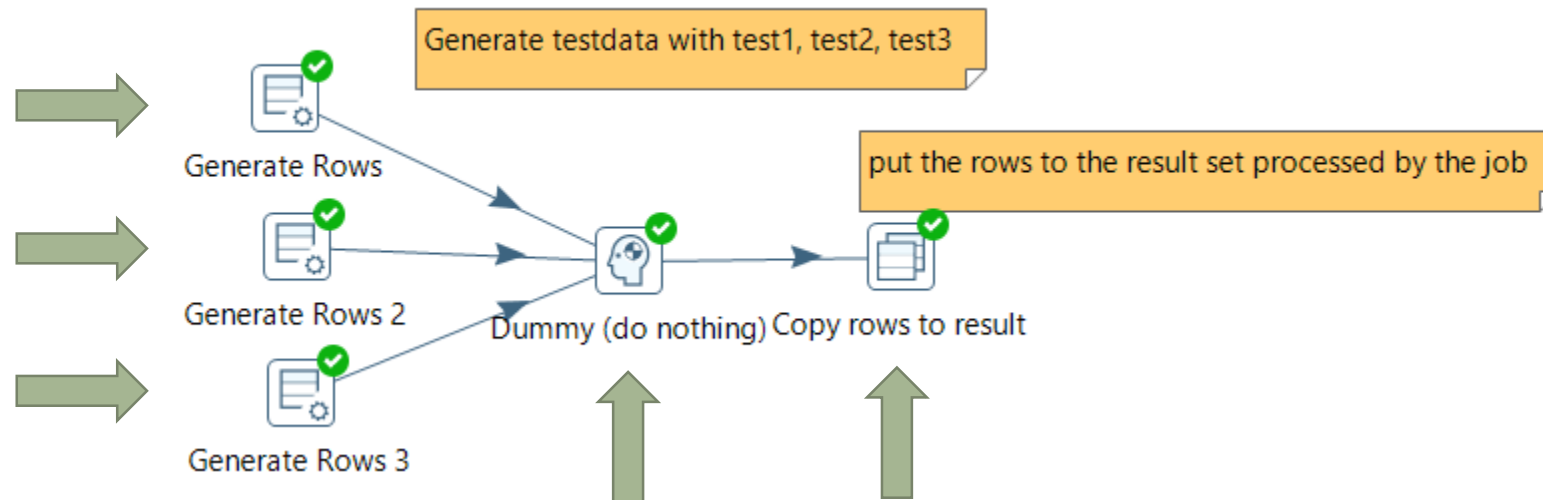 Generate testdata with test1, test2, test3
Generate Rows
put the rows to the result set processed by the job
Generate Rows 2
Dummy (do nothing)
Copy rows to result
Generate Rows 3